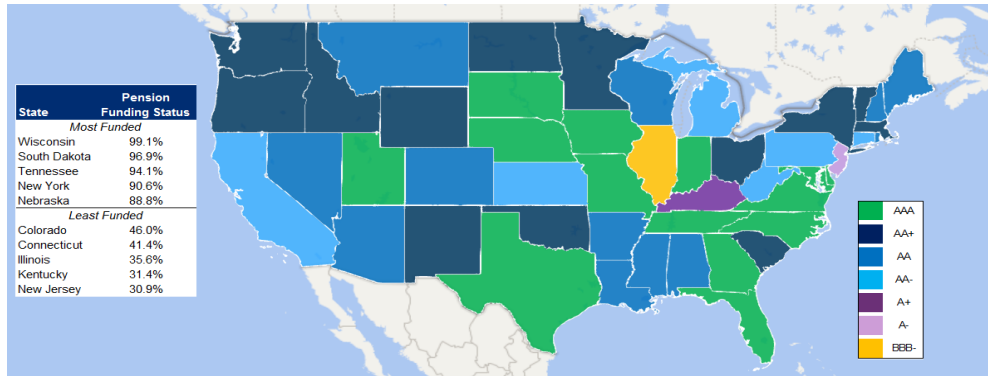 Pension
State Funding Status
Most Funded
Wisconsin 99.1%
South Dakota 96.9%
Tennessee 94.1%
New York 90.6%
Nebraska 88.8%
Least Funded
Colorado 46.0%
Connecticut 41.4%
Illinois 35.6%
Kentucky 31.4%
New Jersey 30.9%
AAA
AA+
AA
AA-
A+
A-
BBB-